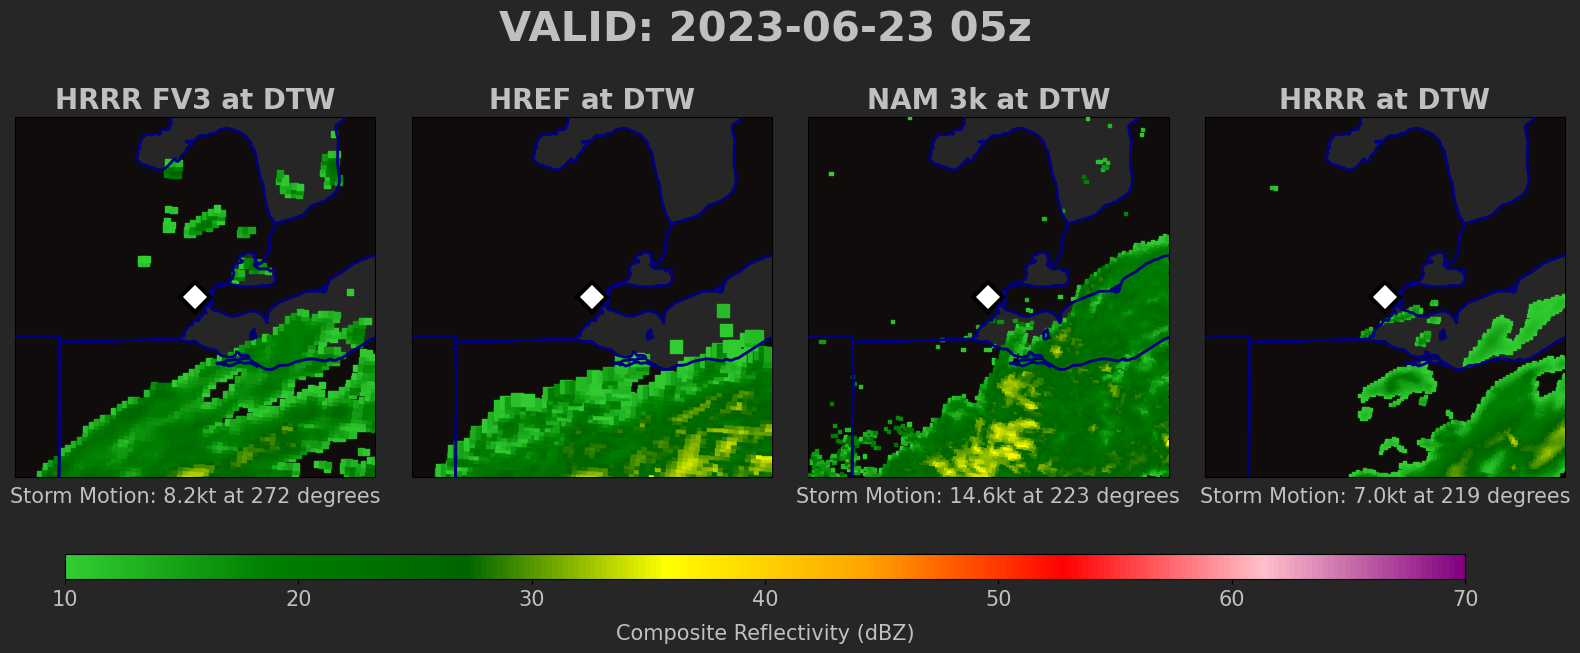 VALID: 2023-06-23 05z
HRRR FV3 at DTW
HREF at DTW
NAM 3k at DTW
HRRR at DTW
Storm Motion: 8.2kt at 272 degrees
Storm Motion: 14.6kt at 223 degrees
Storm Motion: 7.0kt at 219 degrees
10 20 30 40 50 60 70
Composite Reflectivity (dBZ)